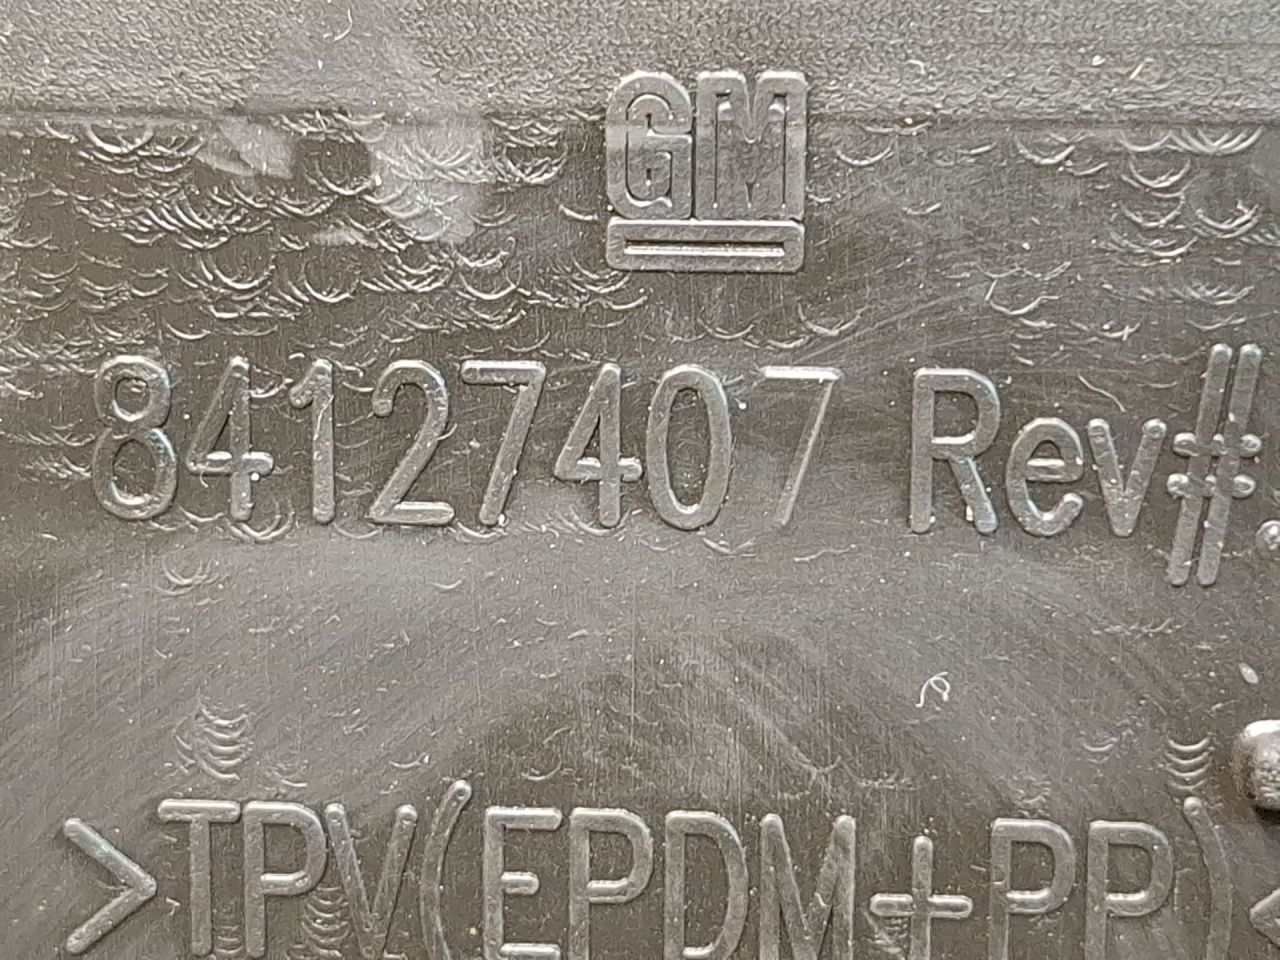 GM
84127407 Rev#
>TPV(EPDM+PP)<